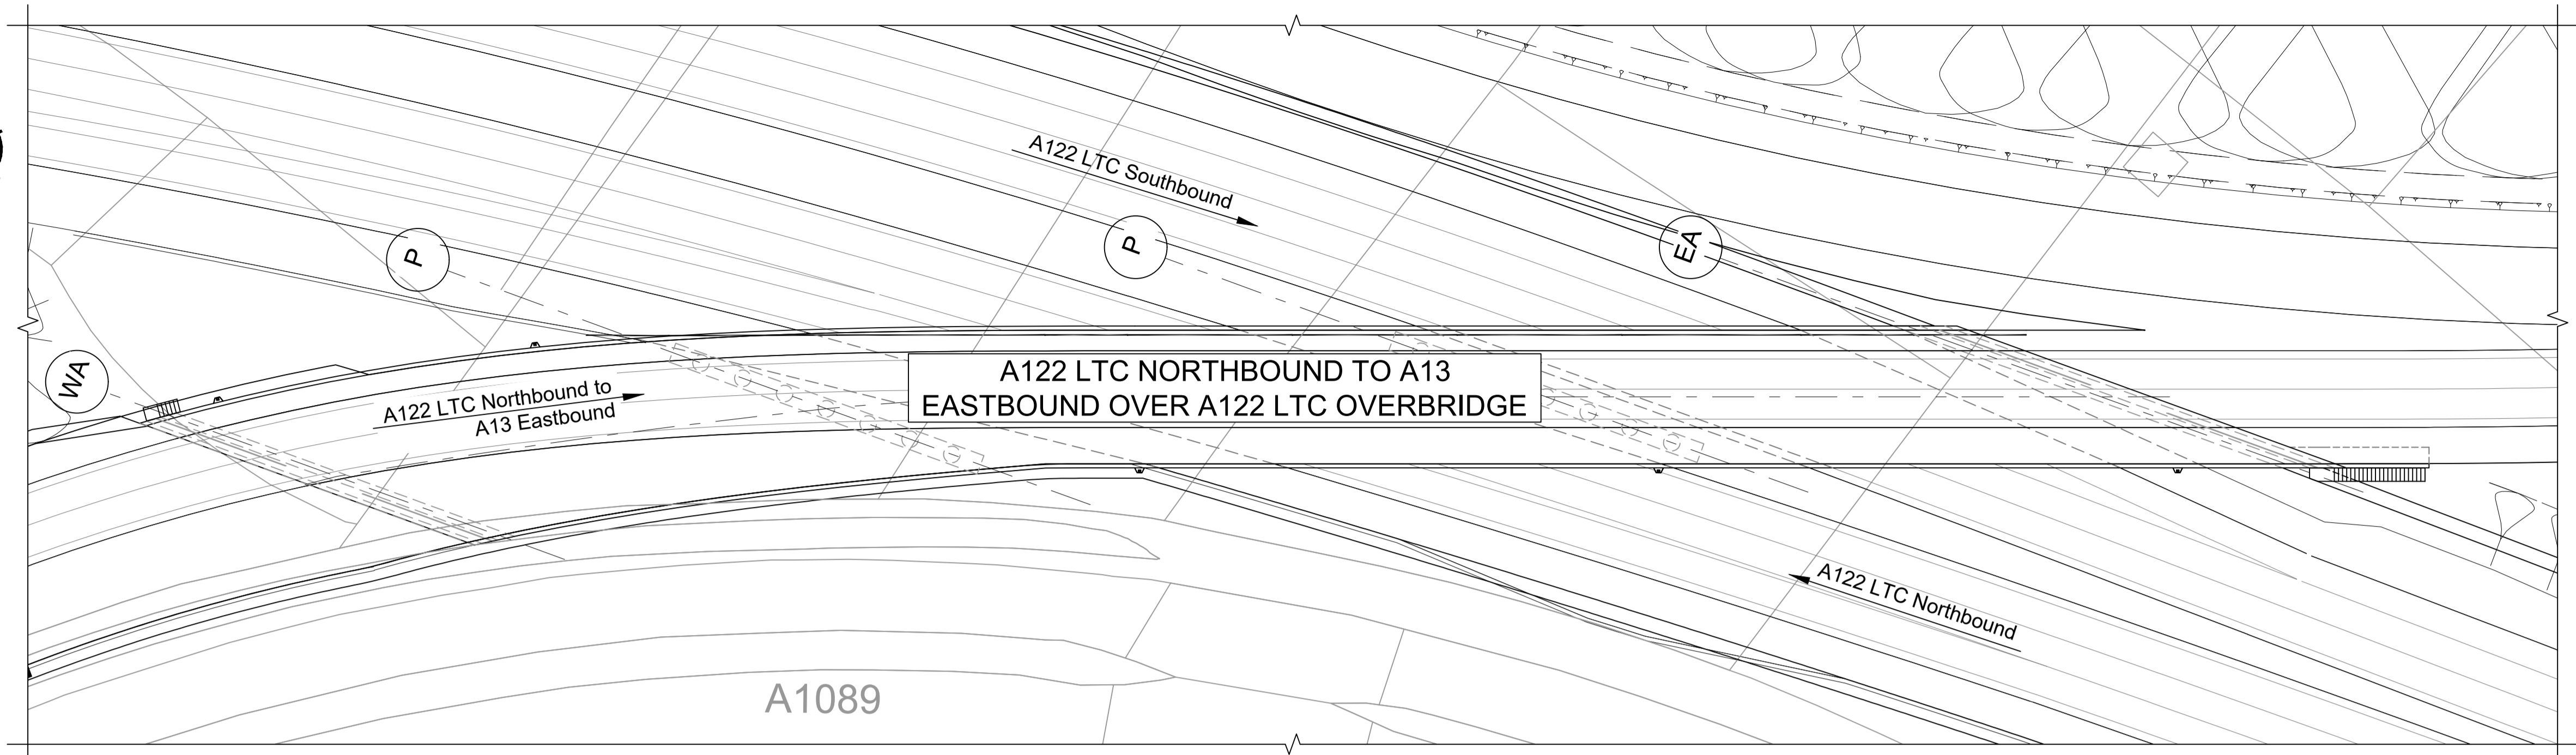 A122 LTC Southbound
P
P
EA
WA
A122 LTC NORTHBOUND TO A13
EASTBOUND OVER A122 LTC OVERBRIDGE
A122 LTC Northbound to
A13 Eastbound
A122 LTC Northbound
A1089